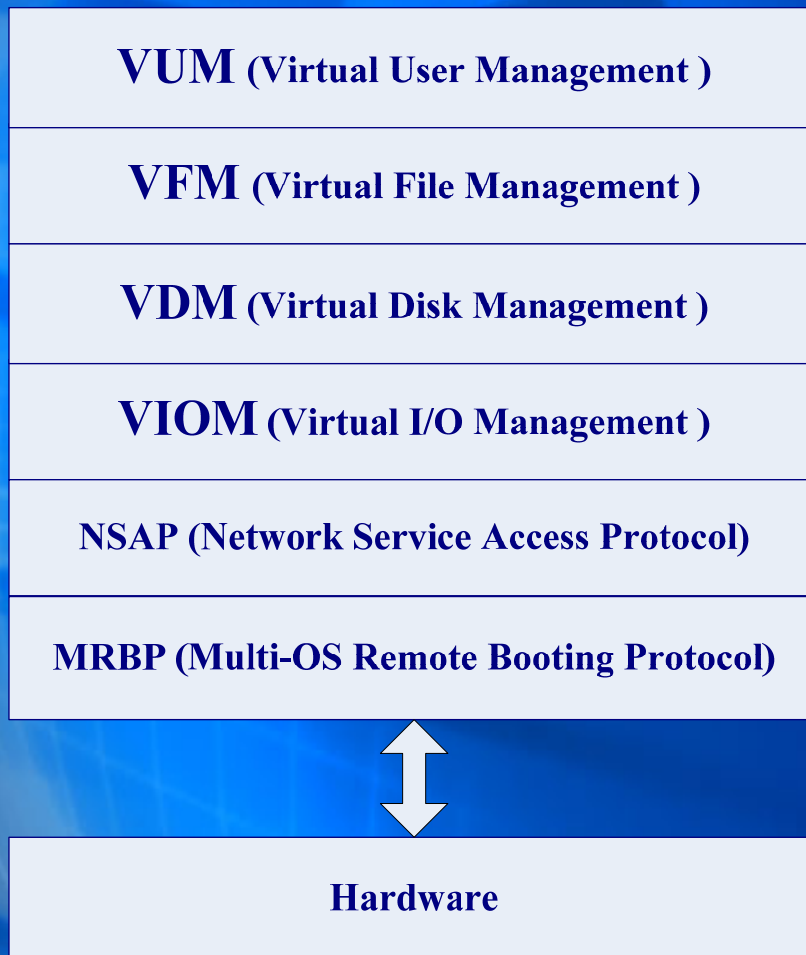 VUM (Virtual User Management )
VFM (Virtual File Management )
VDM (Virtual Disk Management )
VIOM (Virtual I/O Management )
NSAP (Network Service Access Protocol)
MRBP (Multi-OS Remote Booting Protocol)
Hardware